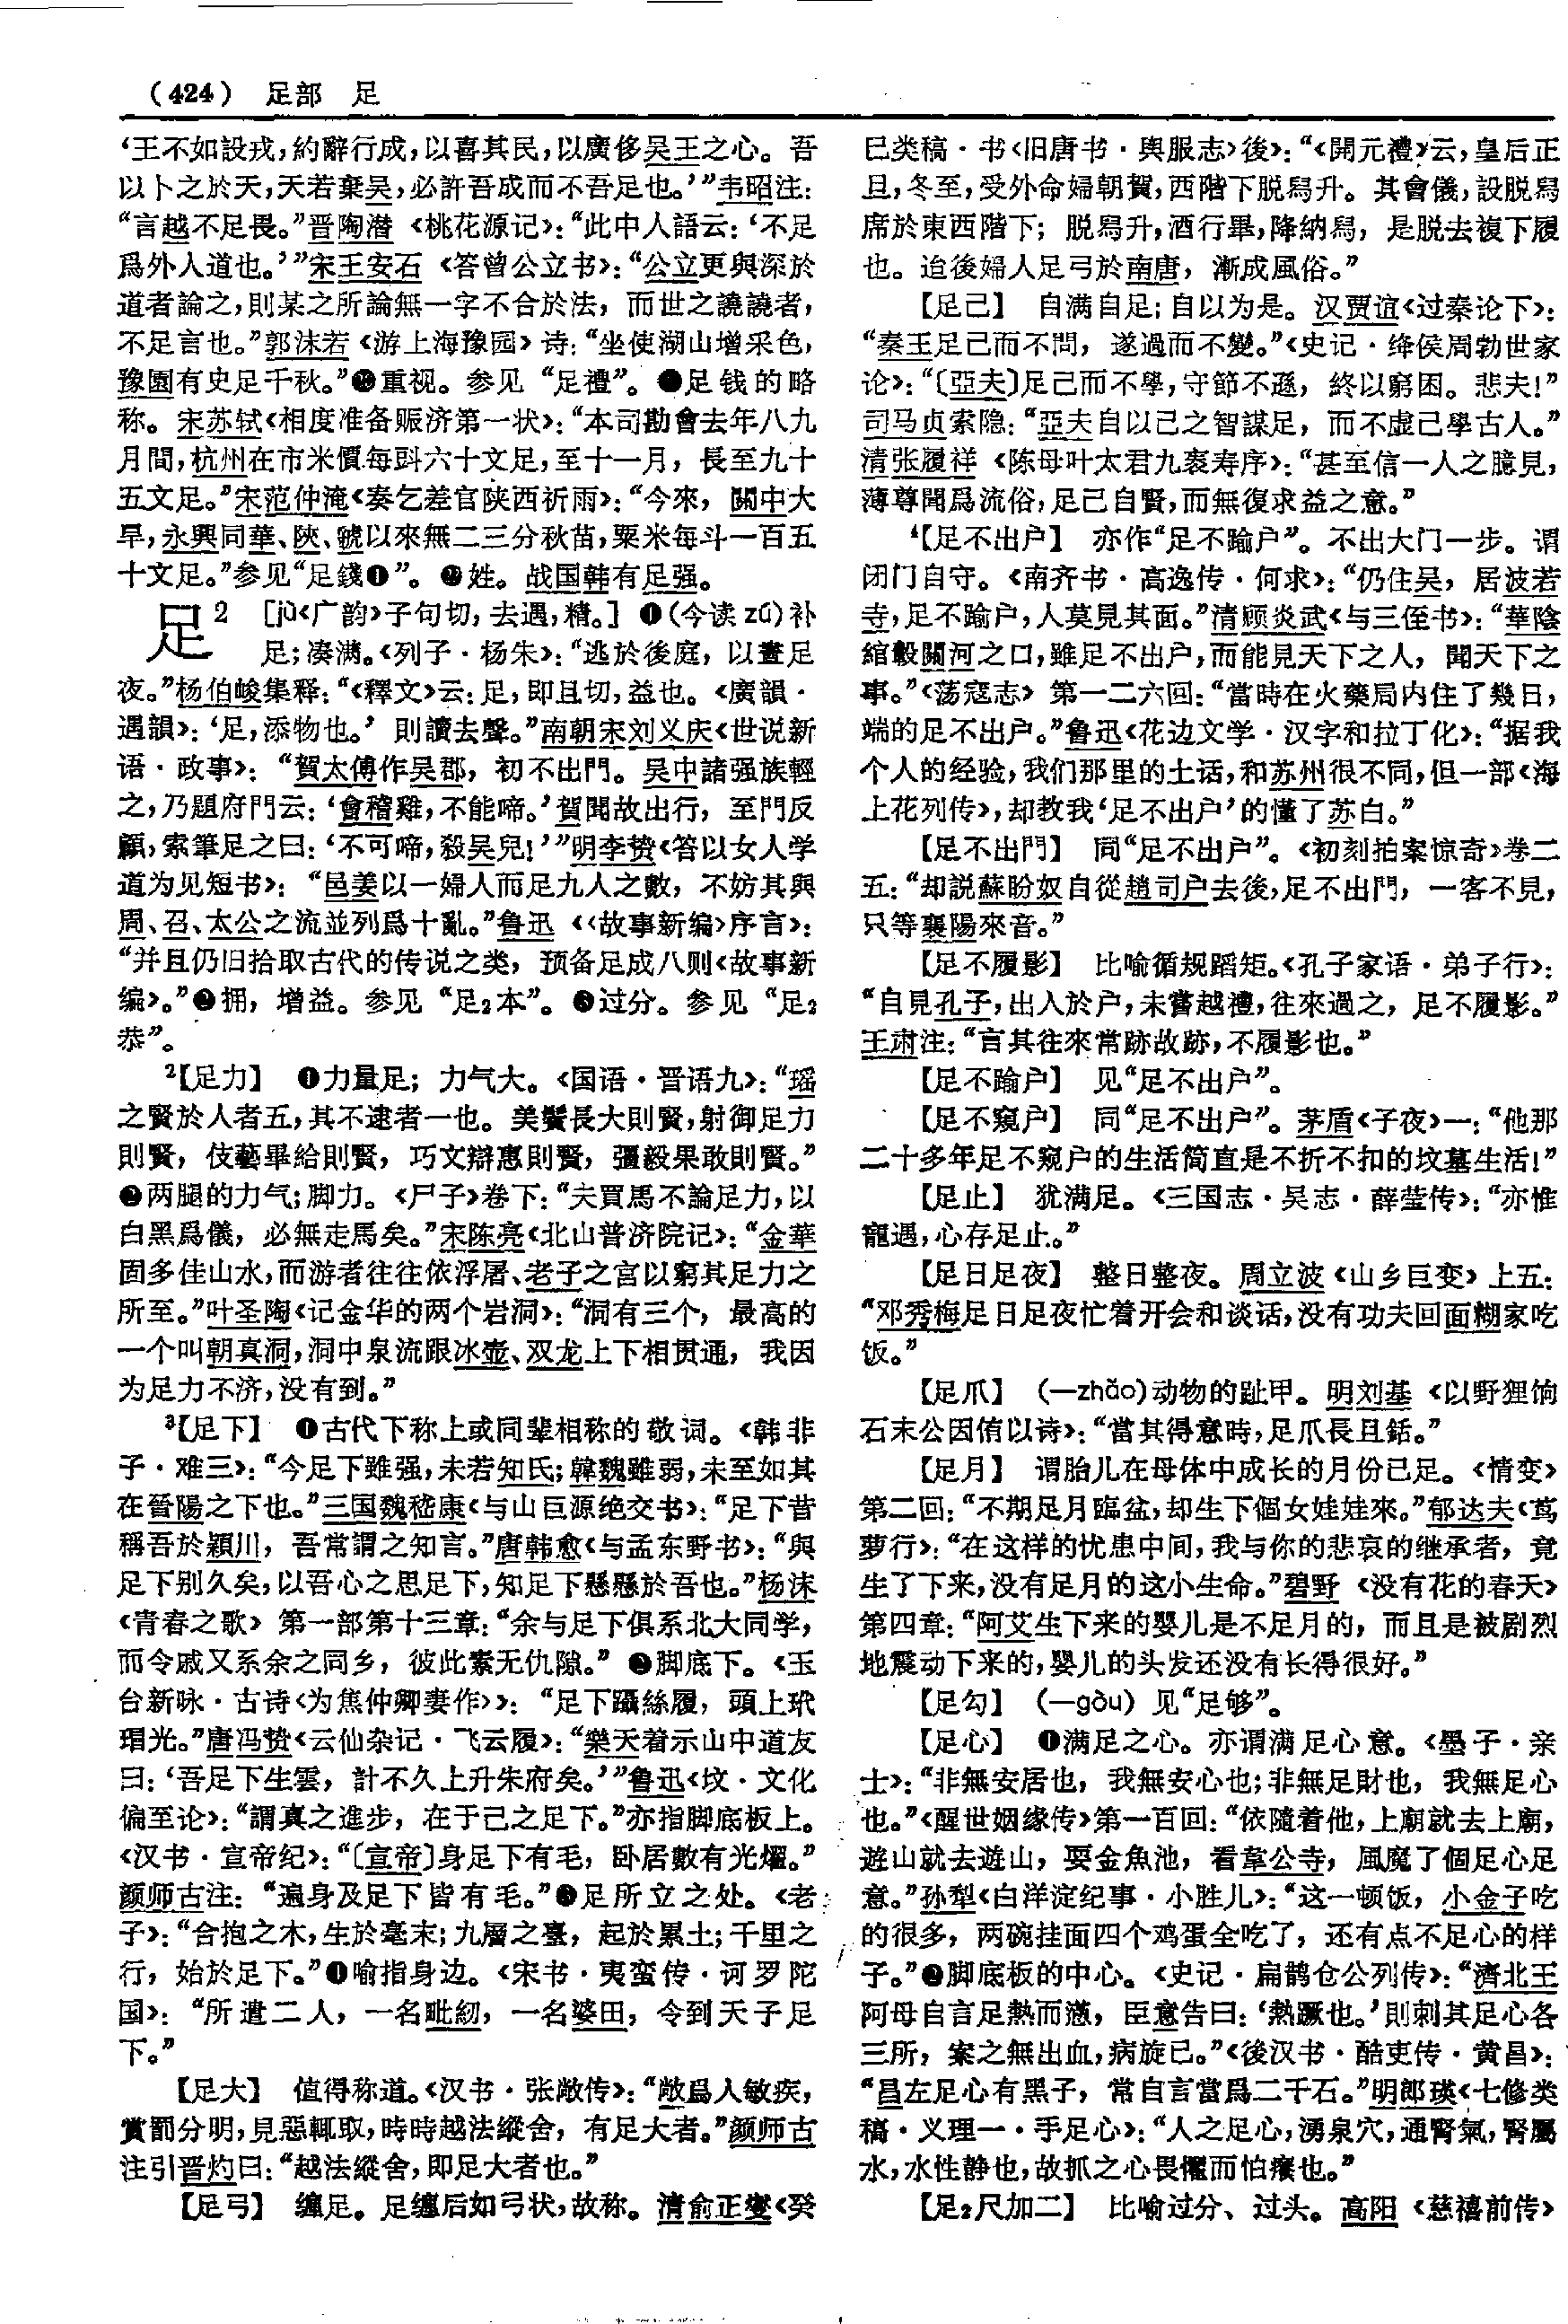 （424） 足部 足
‘王不如設戎，約辭行成，以喜其民，以廣侈吴王之心。吾
以卜之於天，天若棄吴，必許吾成而不吾足也。’”韦昭注：
“言越不足畏。”晋陶潜《桃花源记》：“此中人語云：‘不足
爲外人道也。’”宋王安石《答曾公立书》：“公立更與深於
道者論之，則某之所論無一字不合於法，而世之譊譊者，
不足言也。”郭沫若《游上海豫园》诗：“坐使湖山增采色，
豫園有史足千秋。”重视。参见“足禮”。足钱的略
称。宋苏轼《相度准备赈济第一状》：“本司勘會去年八九
月間，杭州在市米價每㪷六十文足，至十一月，長至九十
五文足。”宋范仲淹《奏乞差官陕西祈雨》：“今來，關中大
旱，永興同華、陝、虢以來無二三分秋苗，粟米每斗一百五
十文足。”参见“足錢❶”。姓。战国韩有足强。
足2 ［jù《广韵》子句切，去遇，精。］❶（今读zú）补
足；凑满。《列子·杨朱》：“逃於後庭，以晝足
夜。”杨伯峻集释：“《釋文》云：足，即且切，益也。《廣韻·
遇韻》：‘足，添物也。’則讀去聲。”南朝宋刘义庆《世说新
语·政事》：“賀太傅作吴郡，初不出門。吴中諸强族輕
之，乃題府門云：‘會稽雞，不能啼。’賀聞故出行，至門反
顧，索筆足之曰：‘不可啼，殺吴兒！’”明李贽《答以女人学
道为见短书》：“邑姜以一婦人而足九人之數，不妨其與
周、召、太公之流並列爲十亂。”鲁迅《〈故事新编〉序言》：
“并且仍旧拾取古代的传说之类，预备足成八则《故事新
编》。”❷拥，增益。参见“足₂本”。❸过分。参见“足₂
恭”。
²【足力】 ❶力量足；力气大。《国语·晋语九》：“瑶
之賢於人者五，其不逮者一也。美鬢長大則賢，射御足力
則賢，伎藝畢給則賢，巧文辯惠則賢，彊毅果敢則賢。”
❷两腿的力气；脚力。《尸子》卷下：“夫買馬不論足力，以
白黑爲儀，必無走馬矣。”宋陈亮《北山普济院记》：“金華
固多佳山水，而游者往往依浮屠、老子之宫以窮其足力之
所至。”叶圣陶《记金华的两个岩洞》：“洞有三个，最高的
一个叫朝真洞，洞中泉流跟冰壶、双龙上下相贯通，我因
为足力不济，没有到。”
³【足下】 ❶古代下称上或同辈相称的敬词。《韩非
子·难三》：“今足下雖强，未若知氏；韓魏雖弱，未至如其
在晉陽之下也。”三国魏嵇康《与山巨源绝交书》：“足下昔
稱吾於潁川，吾常謂之知言。”唐韩愈《与孟东野书》：“與
足下别久矣，以吾心之思足下，知足下懸懸於吾也。”杨沫
《青春之歌》第一部第十三章：“余与足下俱系北大同学，
而令戚又系余之同乡，彼此素无仇隙。”❷脚底下。《玉
台新咏·古诗〈为焦仲卿妻作〉》：“足下躡絲履，頭上玳
瑁光。”唐冯贽《云仙杂记·飞云履》：“樂天着示山中道友
曰：‘吾足下生雲，計不久上升朱府矣。’”鲁迅《坟·文化
偏至论》：“謂真之進步，在于己之足下。”亦指脚底板上。
《汉书·宣帝纪》：“〔宣帝〕身足下有毛，卧居數有光燿。”
颜师古注：“遍身及足下皆有毛。”❸足所立之处。《老
子》：“合抱之木，生於毫末；九層之臺，起於累土；千里之
行，始於足下。”❹喻指身边。《宋书·夷蛮传·诃罗陀
国》：“所遣二人，一名毗紉，一名婆田，令到天子足
下。”
【足大】 值得称道。《汉书·张敞传》：“敞爲人敏疾，
賞罰分明，見惡輒取，時時越法縱舍，有足大者。”颜师古
注引晋灼曰：“越法縱舍，即足大者也。”
【足弓】 缠足。足缠后如弓状，故称。清俞正燮《癸
巳类稿·书〈旧唐书·舆服志〉後》：“《開元禮》云，皇后正
旦，冬至，受外命婦朝賀，西階下脱舄升。其會儀，設脱舄
席於東西階下；脱舄升，酒行畢，降納舄，是脱去複下履
也。迨後婦人足弓於南唐，漸成風俗。”
【足己】 自满自足；自以为是。汉贾谊《过秦论下》：
“秦王足己而不問，遂過而不變。”《史记·绛侯周勃世家
论》：“〔亞夫〕足己而不學，守節不遜，終以窮困。悲夫！”
司马贞索隐：“亞夫自以己之智謀足，而不虚己學古人。”
清张履祥《陈母叶太君九袠寿序》：“甚至信一人之臆見，
薄尊聞爲流俗，足己自賢，而無復求益之意。”
⁴【足不出户】 亦作“足不踰户”。不出大门一步。谓
闭门自守。《南齐书·高逸传·何求》：“仍住吴，居波若
寺，足不踰户，人莫見其面。”清顾炎武《与三侄书》：“華陰
綰轂關河之口，雖足不出户，而能見天下之人，聞天下之
事。”《荡寇志》第一二六回：“當時在火藥局内住了幾日，
端的足不出户。”鲁迅《花边文学·汉字和拉丁化》：“据我
个人的经验，我们那里的土话，和苏州很不同，但一部《海
上花列传》，却教我‘足不出户’的懂了苏白。”
【足不出門】 同“足不出户”。《初刻拍案惊奇》卷二
五：“却説蘇盼奴自從趙司户去後，足不出門，一客不見，
只等襄陽來音。”
【足不履影】 比喻循规蹈矩。《孔子家语·弟子行》：
“自見孔子，出入於户，未嘗越禮，往來過之，足不履影。”
王肃注：“言其往來常跡故跡，不履影也。”
【足不踰户】 见“足不出户”。
【足不窥户】 同“足不出户”。茅盾《子夜》一：“他那
二十多年足不窥户的生活简直是不折不扣的坟墓生活！”
【足止】 犹满足。《三国志·吴志·薛莹传》：“亦惟
寵遇，心存足止。”
【足日足夜】 整日整夜。周立波《山乡巨变》上五：
“邓秀梅足日足夜忙着开会和谈话，没有功夫回面糊家吃
饭。”
【足爪】 （—zhǎo）动物的趾甲。明刘基《以野狸饷
石末公因侑以诗》：“當其得意時，足爪長且銛。”
【足月】 谓胎儿在母体中成长的月份已足。《情变》
第二回：“不期足月臨盆，却生下個女娃娃來。”郁达夫《茑
萝行》：“在这样的忧患中间，我与你的悲哀的继承者，竟
生了下来，没有足月的这小生命。”碧野《没有花的春天》
第四章：“阿艾生下来的婴儿是不足月的，而且是被剧烈
地震动下来的，婴儿的头发还没有长得很好。”
【足勾】 （—gòu）见“足够”。
【足心】 ❶满足之心。亦谓满足心意。《墨子·亲
士》：“非無安居也，我無安心也；非無足財也，我無足心
也。”《醒世姻缘传》第一百回：“依隨着他，上廟就去上廟，
遊山就去遊山，耍金魚池，看韋公寺，風魔了個足心足
意。”孙犁《白洋淀纪事·小胜儿》：“这一顿饭，小金子吃
的很多，两碗挂面四个鸡蛋全吃了，还有点不足心的样
子。”❷脚底板的中心。《史记·扁鹊仓公列传》：“濟北王
阿母自言足熱而懣，臣意告曰：‘熱蹶也。’則刺其足心各
三所，案之無出血，病旋已。”《後汉书·酷吏传·黄昌》：
“昌左足心有黑子，常自言當爲二千石。”明郎瑛《七修类
稿·义理一·手足心》：“人之足心，湧泉穴，通腎氣，腎屬
水，水性静也，故抓之心畏懼而怕癢也。”
【足₂尺加二】 比喻过分、过头。高阳《慈禧前传》